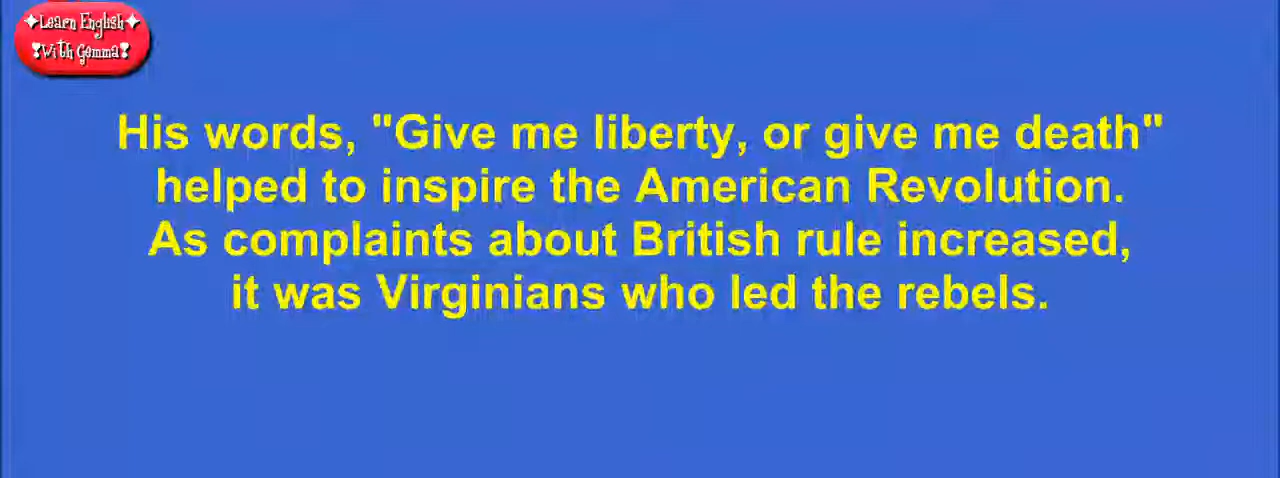 ✦Learn English✦
❣With Gemma❣
His words, "Give me liberty, or give me death"
helped to inspire the American Revolution.
As complaints about British rule increased,
it was Virginians who led the rebels.